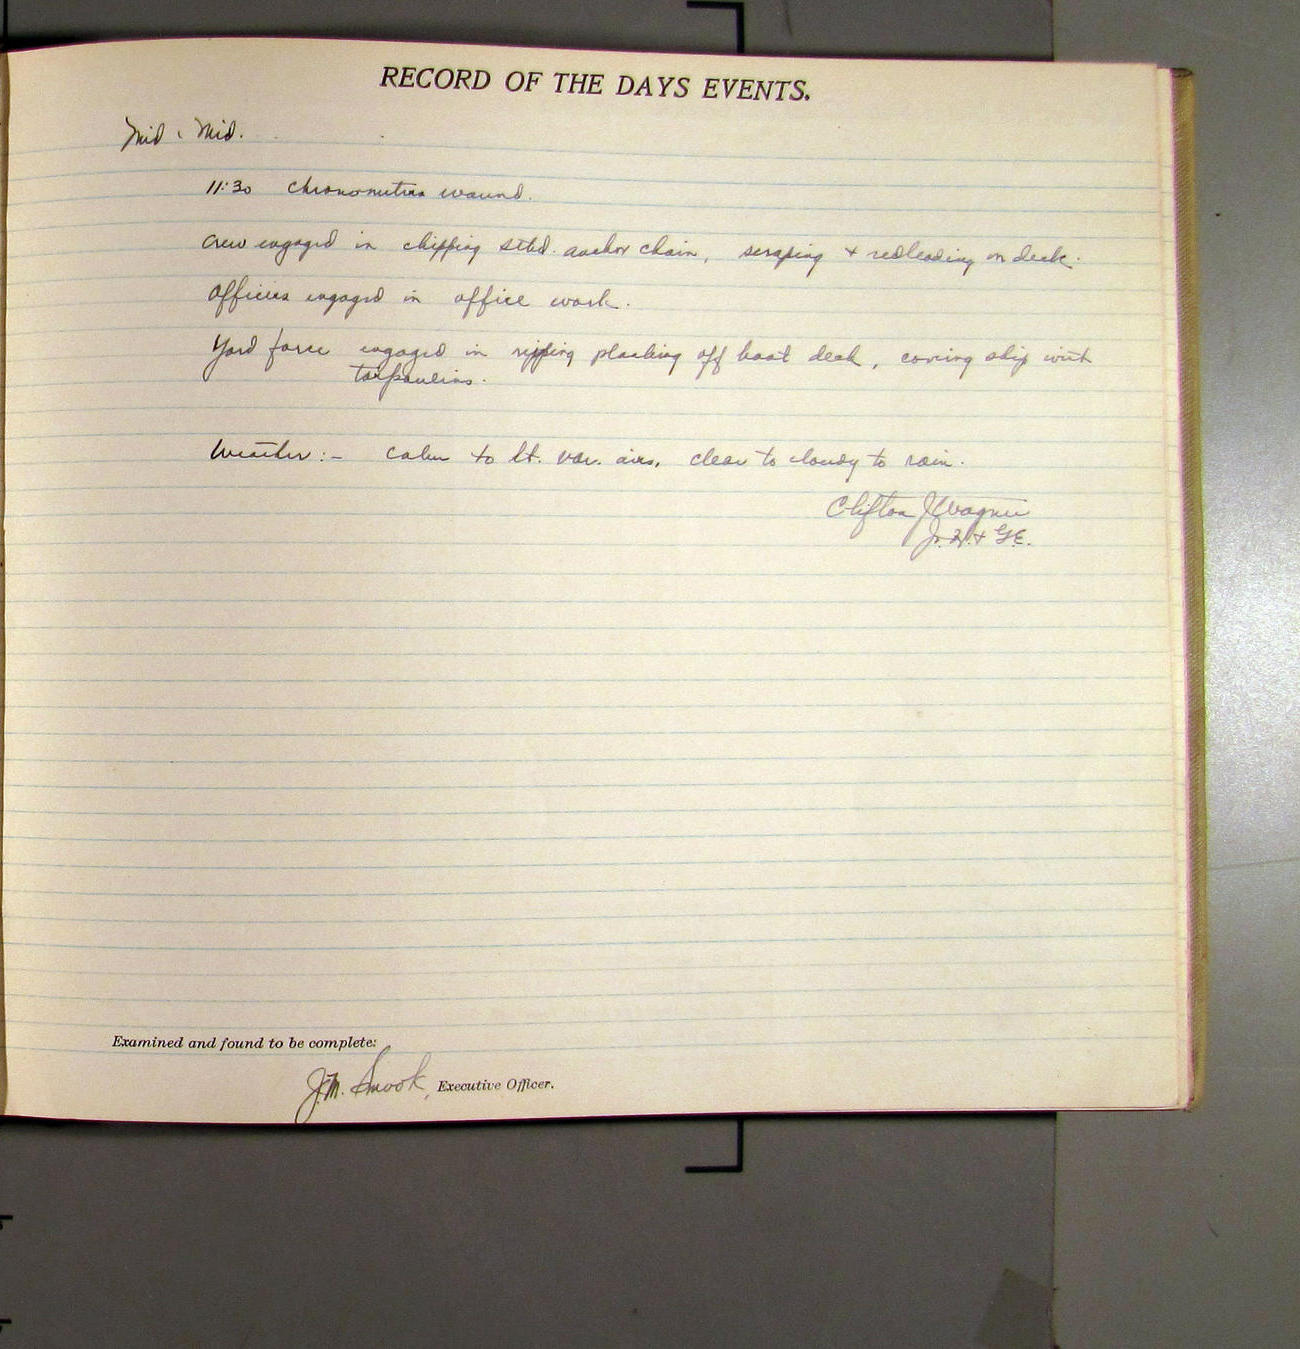 RECORD OF THE DAYS EVENTS.
Mid - Mid.
11:30 Chronometers wound.
Crew engaged in chipping stbd. anchor chain, scraping + redleading on deck.
Officers engaged in office work.
Yard force engaged in ripping planking off boat deck, covring ship with
tarpaulins.
Weather:- Calm to lt. var. airs, clear to cloudy to rain.
Clifton J. Wagner
Jr. H. + G.E.
Examined and found to be complete:
J.M. Smook, Executive Officer.